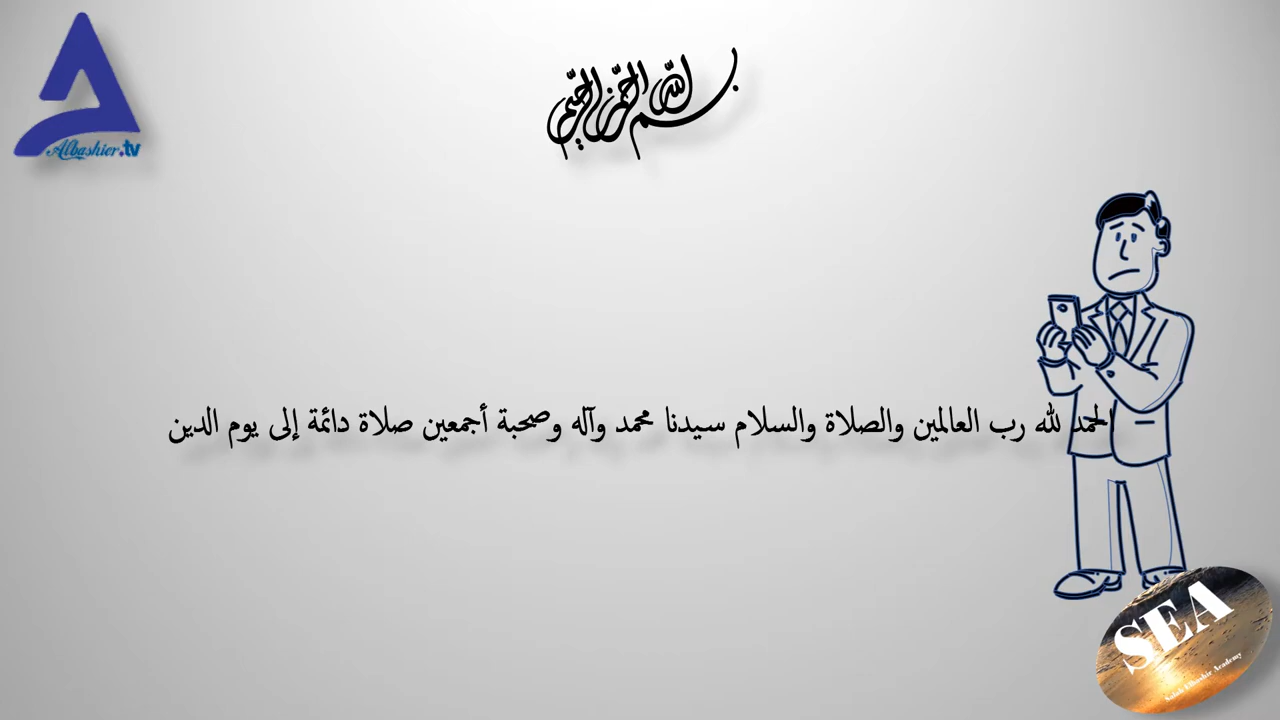 Albashier.tv
بسم الله الرحمن الرحيم
الحمد لله رب العالمين والصلاة والسلام سيدنا محمد وآله وصحبة أجمعين صلاة دائمة إلى يوم الدين
SEA
Academy